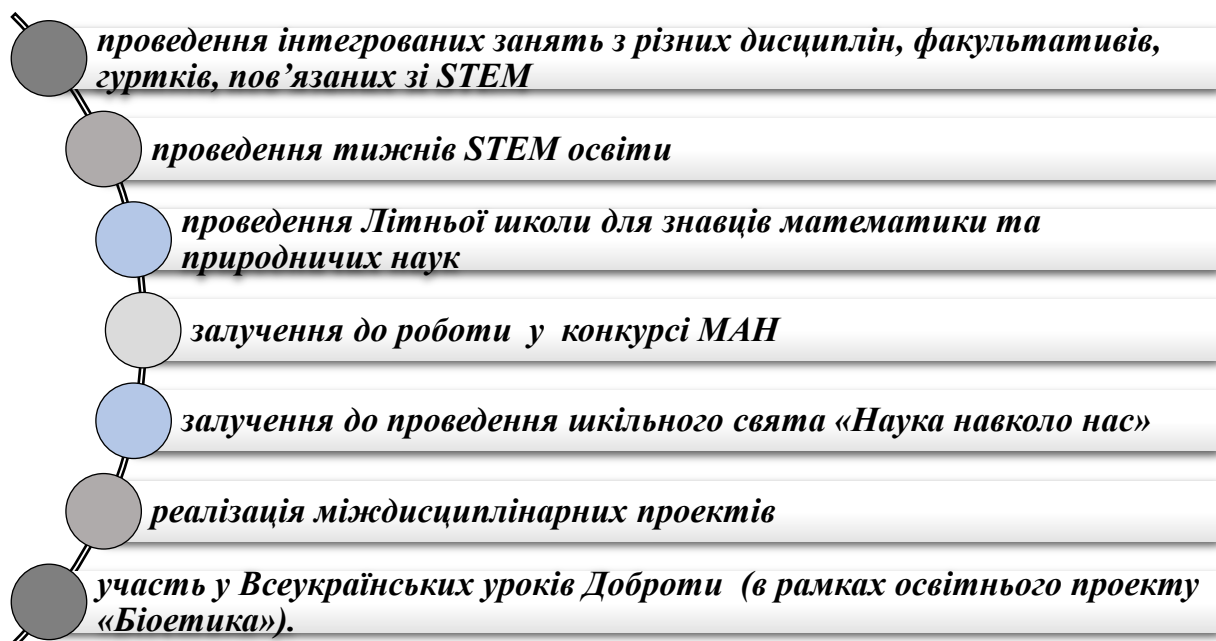 проведення інтегрованих занять з різних дисциплін, факультативів,
гуртків, пов’язаних зі STEM
проведення тижнів STEM освіти
проведення Літньої школи для знавців математики та
природничих наук
залучення до роботи у конкурсі МАН
залучення до проведення шкільного свята «Наука навколо нас»
реалізація міждисциплінарних проектів
участь у Всеукраїнських уроків Доброти (в рамках освітнього проекту
«Біоетика»).